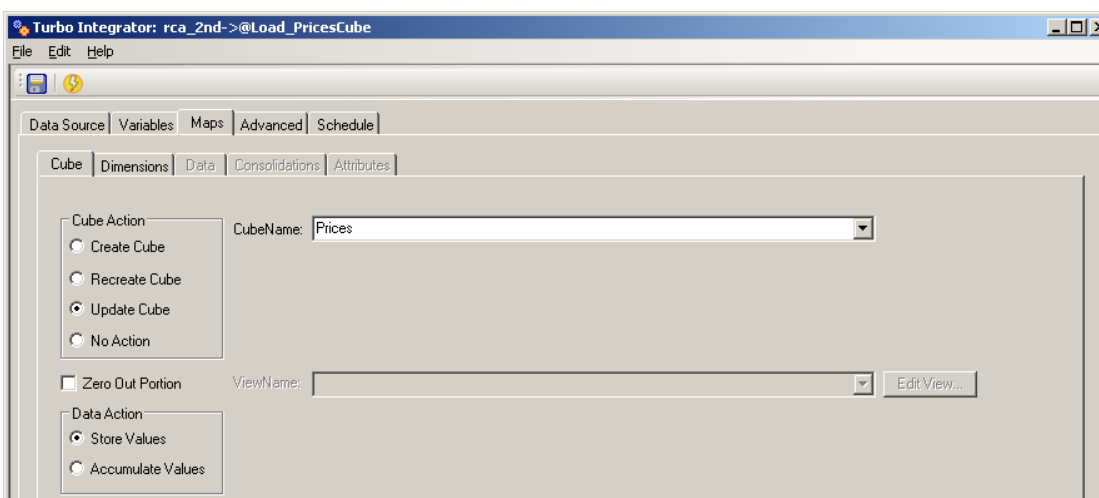 Turbo Integrator: rca_2nd->@Load_PricesCube
File Edit Help
Data Source Variables Maps Advanced Schedule
Cube Dimensions Data Consolidations Attributes
Cube Action
CubeName: Prices
Create Cube
Recreate Cube
Update Cube
No Action
Zero Out Portion ViewName: Edit View...
Data Action
Store Values
Accumulate Values